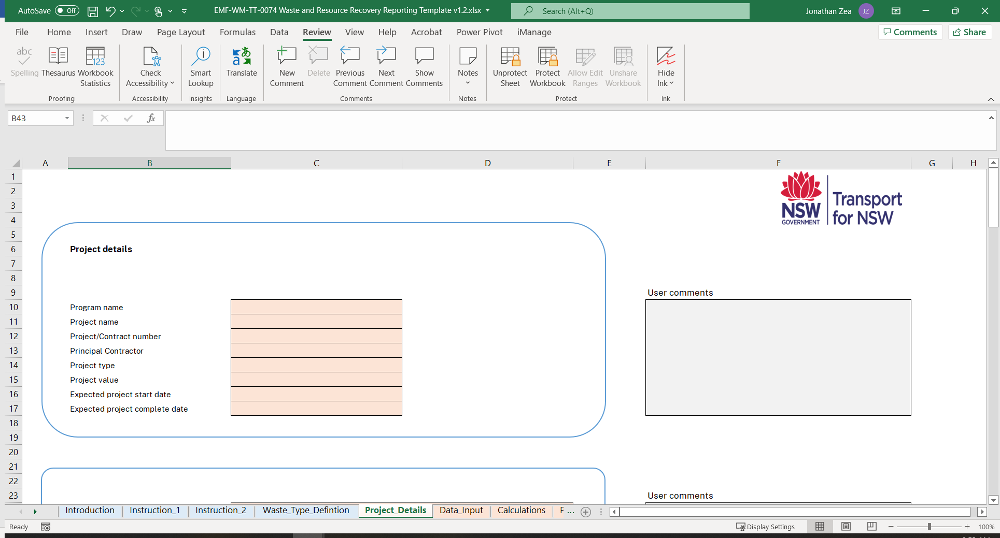 AutoSave Off EMF-WM-TT-0074 Waste and Resource Recovery Reporting Template v1.2.xlsx Search (Alt+Q) Jonathan Zea JZ
File Home Insert Draw Page Layout Formulas Data Review View Help Acrobat Power Pivot iManage Comments Share
Spelling Thesaurus Workbook Statistics Check Accessibility Smart Lookup Translate New Comment Delete Previous Comment Next Comment Show Comments Notes Unprotect Sheet Protect Workbook Allow Edit Ranges Unshare Workbook Hide Ink
Proofing Accessibility Insights Language Comments Notes Protect Ink
B43 fx
A B C D E F G H
1
2
3
4
NSW GOVERNMENT
Transport for NSW
5
6 Project details
7
8
9 User comments
10 Program name
11 Project name
12 Project/Contract number
13 Principal Contractor
14 Project type
15 Project value
16 Expected project start date
17 Expected project complete date
18
19
20
21
22
23 User comments
Introduction Instruction_1 Instruction_2 Waste_Type_Defintion Project_Details Data_Input Calculations ...
Ready Display Settings 100%